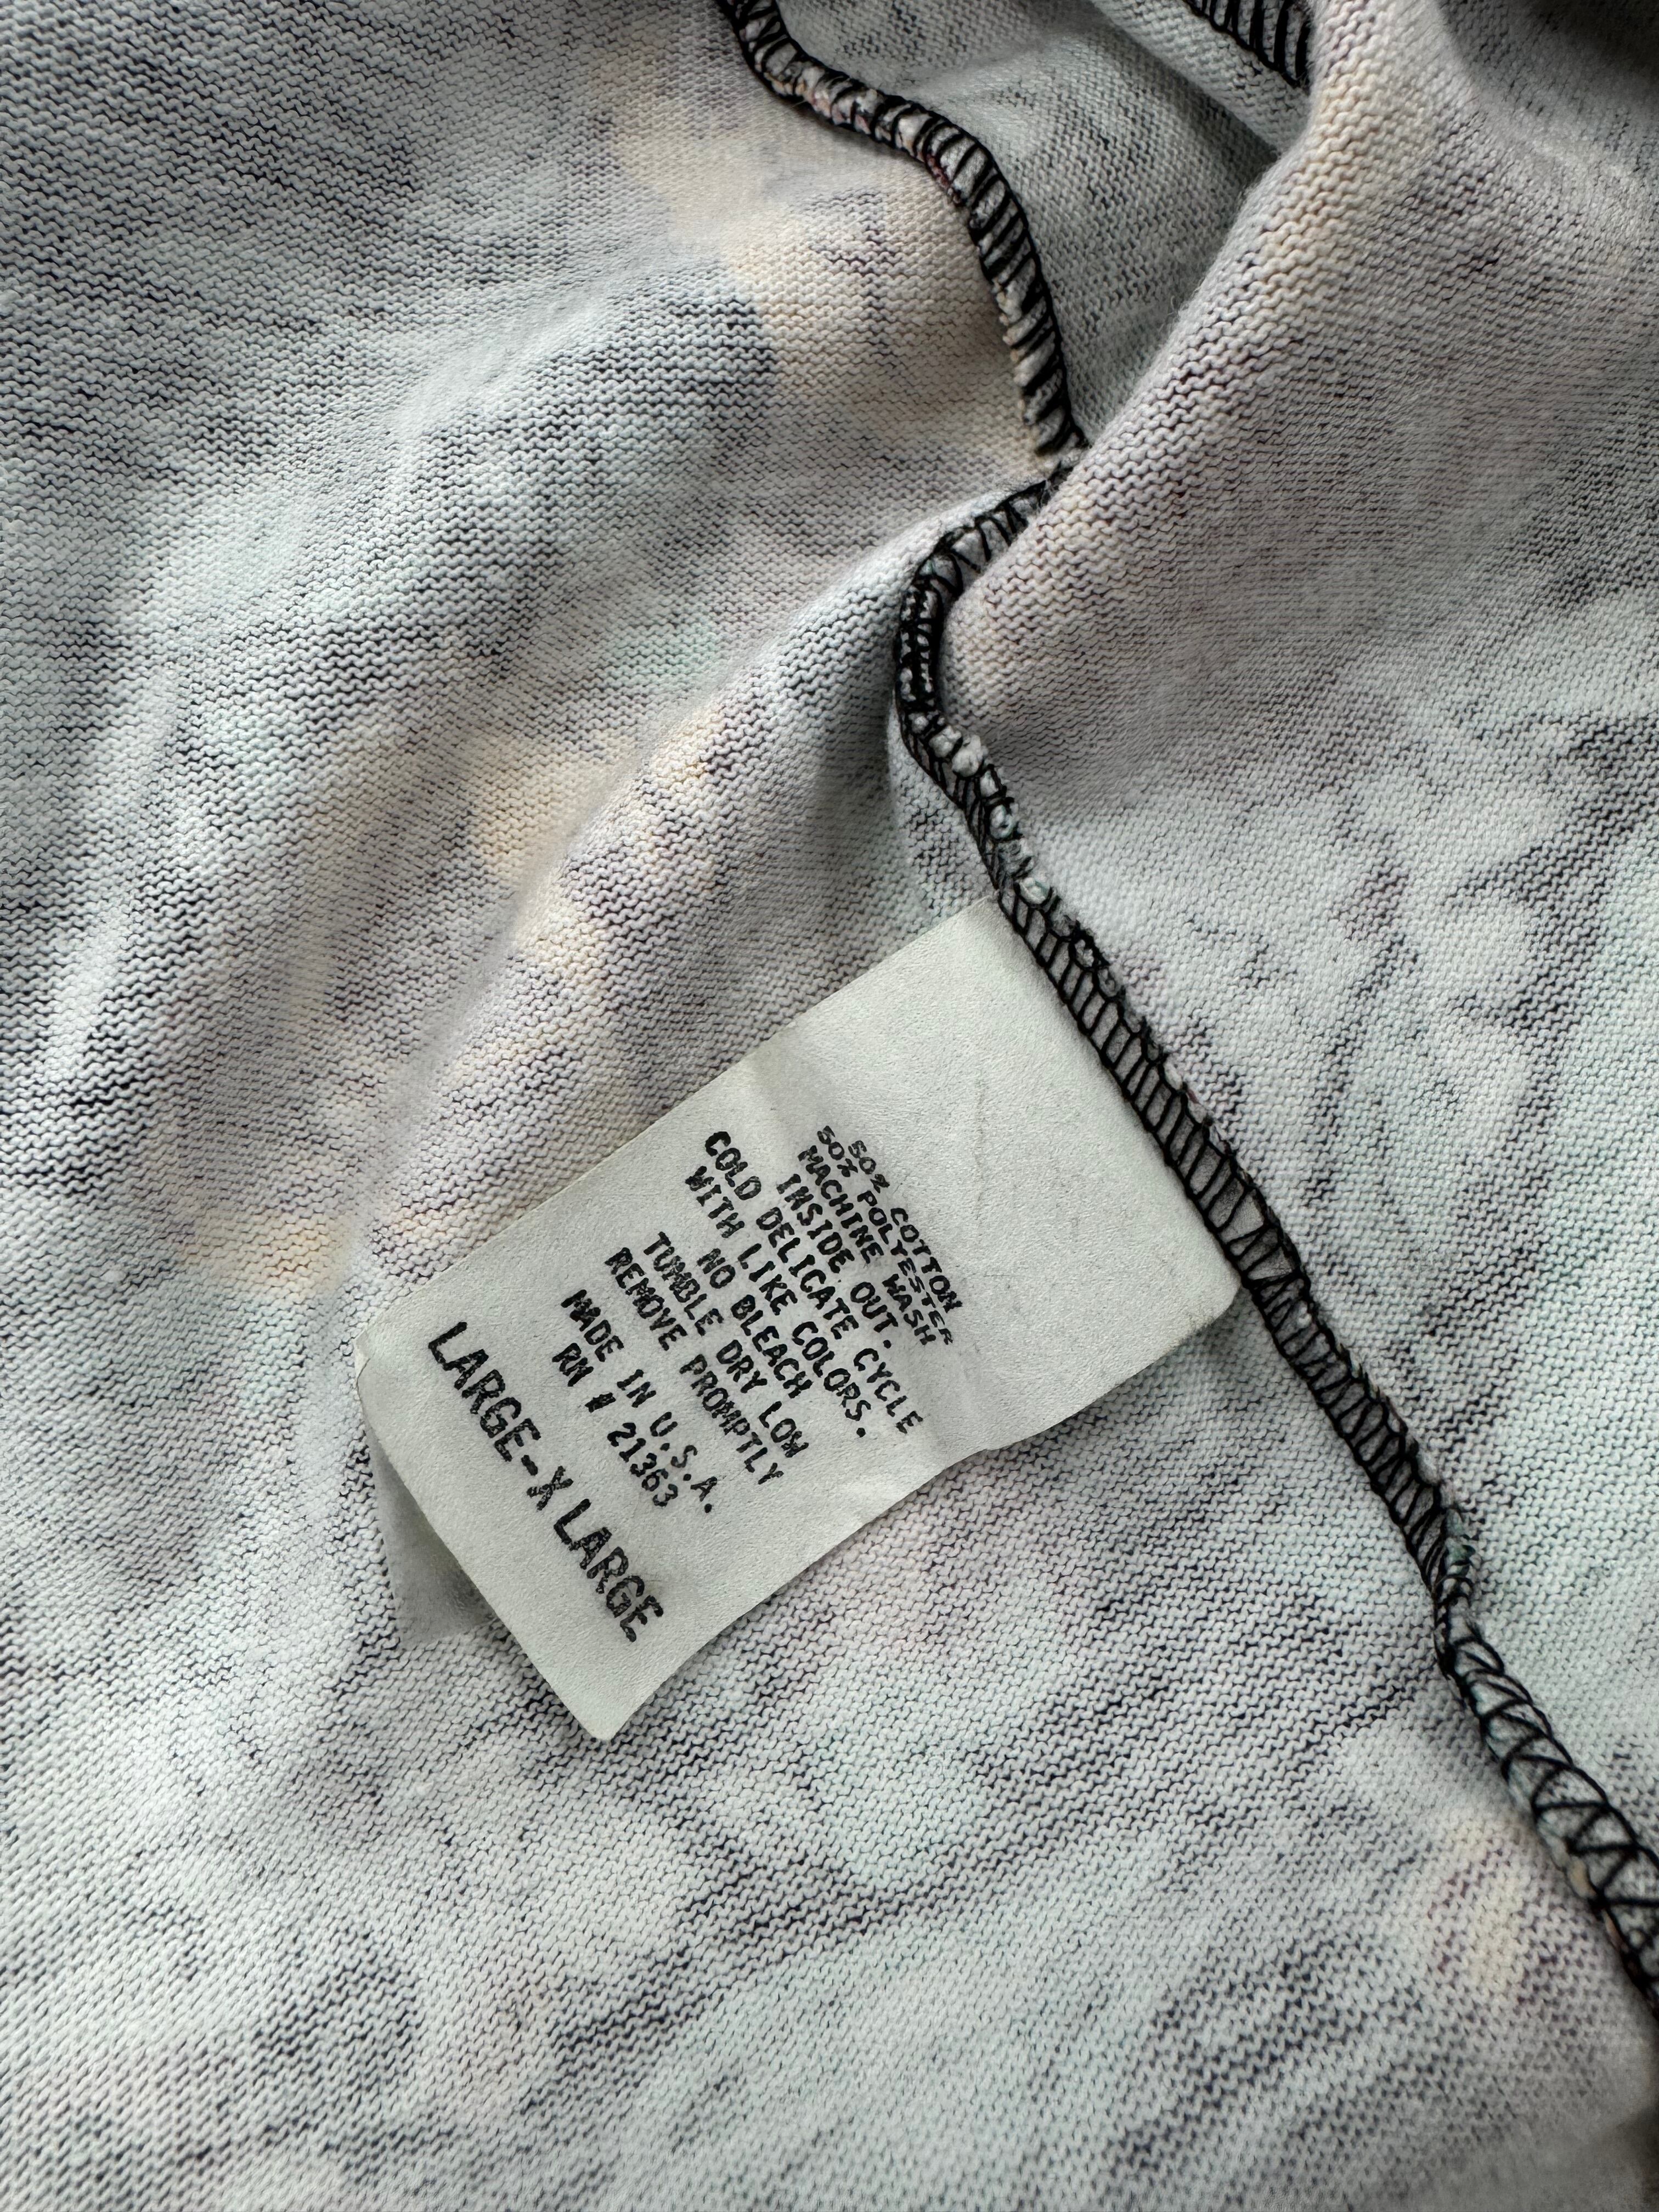 50% COTTON
50% POLYESTER
MACHINE WASH
INSIDE OUT.
COLD DELICATE CYCLE
WITH LIKE COLORS.
NO BLEACH
TUMBLE DRY LOW
REMOVE PROMPTLY
MADE IN U.S.A.
RN # 21363
LARGE-X LARGE